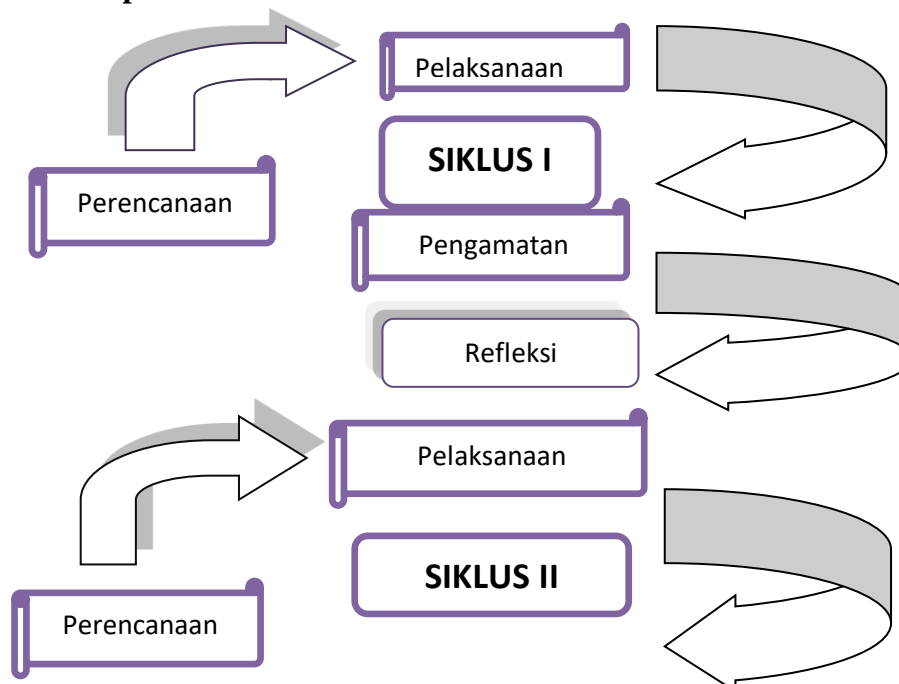 Pelaksanaan
SIKLUS I
Perencanaan
Pengamatan
Refleksi
Pelaksanaan
SIKLUS II
Perencanaan